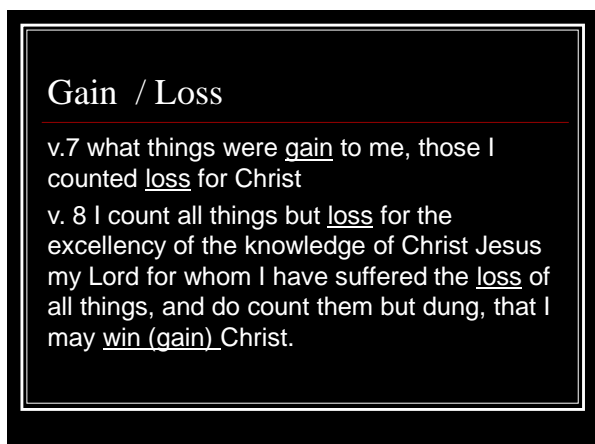 Gain / Loss
v.7 what things were gain to me, those I
counted loss for Christ
v. 8 I count all things but loss for the
excellency of the knowledge of Christ Jesus
my Lord for whom I have suffered the loss of
all things, and do count them but dung, that I
may win (gain) Christ.